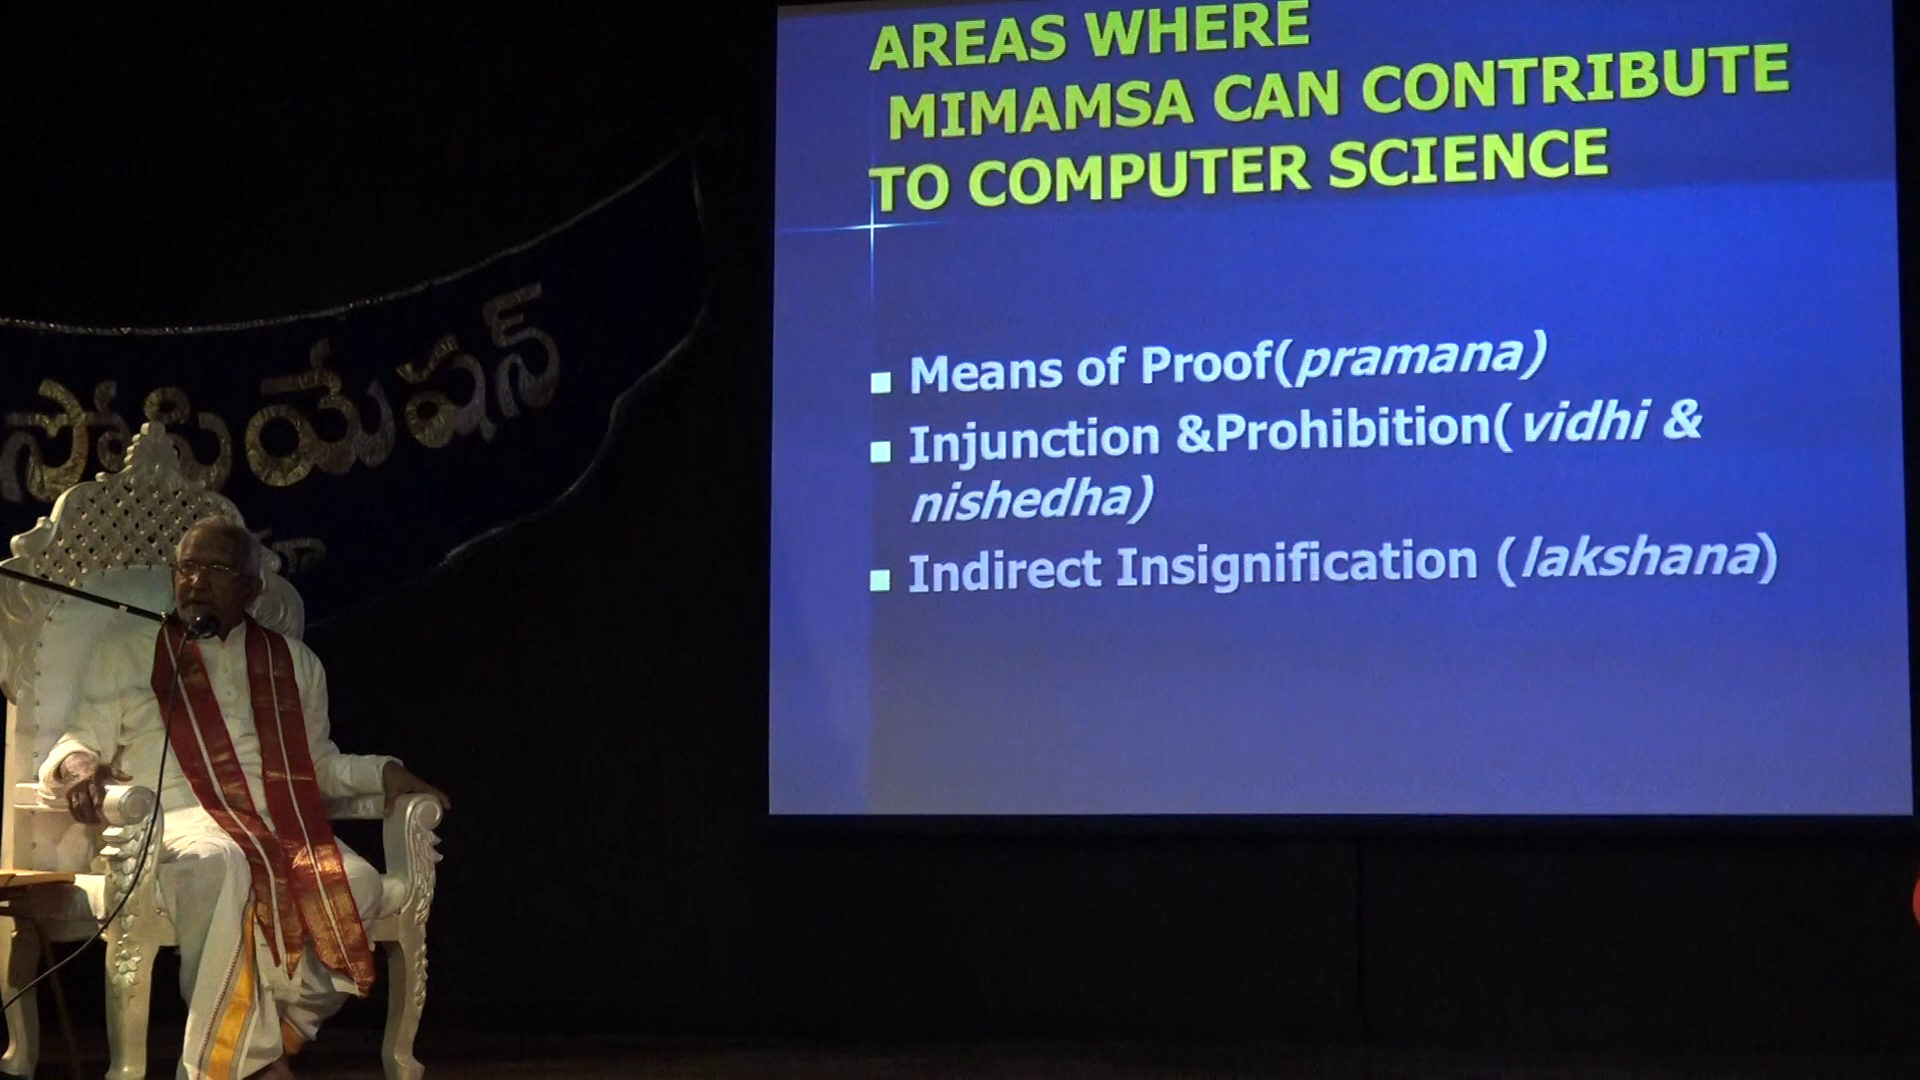 AREAS WHERE
MIMAMSA CAN CONTRIBUTE
TO COMPUTER SCIENCE
Means of Proof(pramana)
Injunction &Prohibition( vidhi &
nishedha)
Indirect Insignification (lakshana)
సోసియేషన్